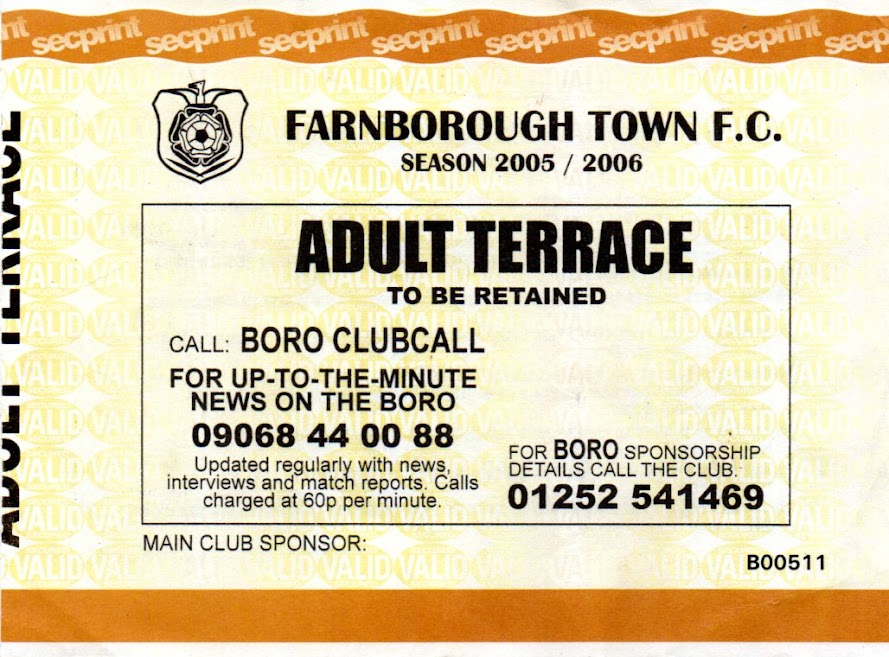 secprint secprint secprint secprint secprint secprint secprint
FARNBOROUGH TOWN F.C.
SEASON 2005 / 2006
ADULT TERRACE
ADULT TERRACE
TO BE RETAINED
CALL: BORO CLUBCALL
FOR UP-TO-THE-MINUTE
NEWS ON THE BORO
09068 44 00 88
Updated regularly with news,
interviews and match reports. Calls
charged at 60p per minute.
FOR BORO SPONSORSHIP
DETAILS CALL THE CLUB.
01252 541469
MAIN CLUB SPONSOR:
B00511